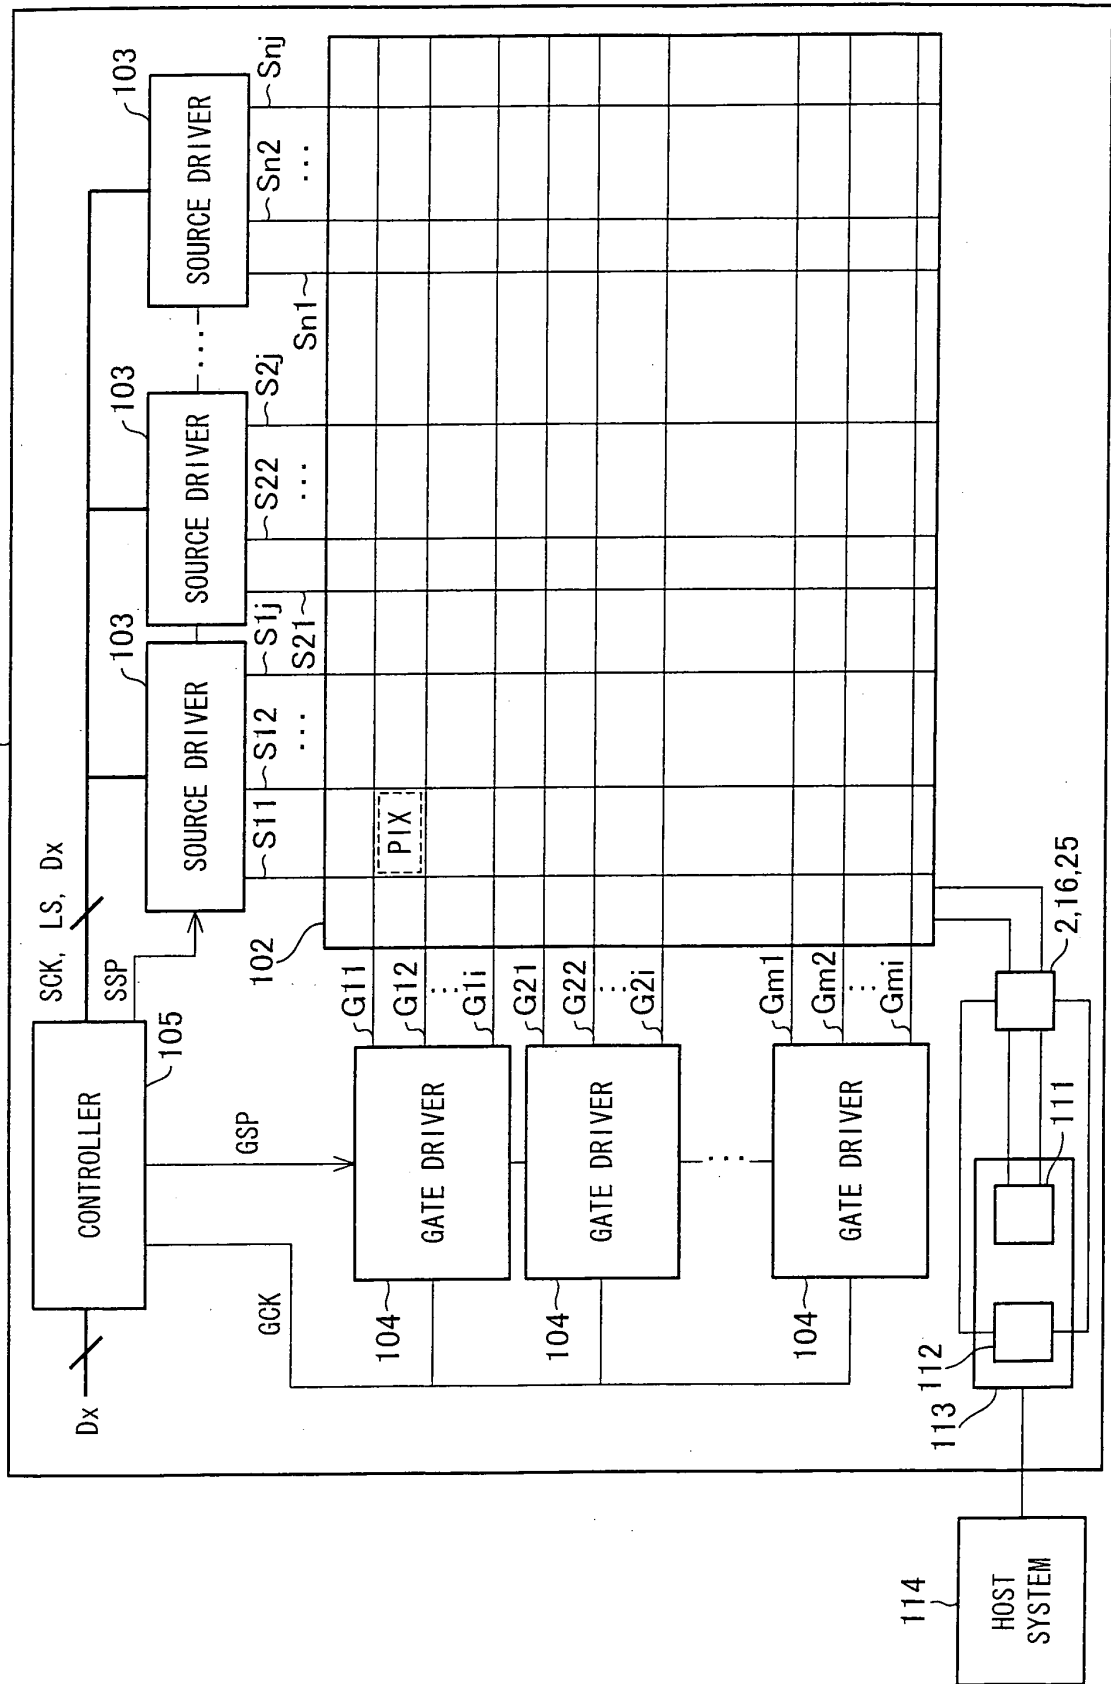 103
103
103
SOURCE DRIVER
SOURCE DRIVER
SOURCE DRIVER
SCK, LS, Dx
SSP
S11
S12
...
S1j
S21
S22
...
S2j
....
Sn1
Sn2
...
Snj
CONTROLLER
105
Dx
GSP
GCK
102
PIX
G11
G12
...
G1i
G21
G22
...
G2i
Gm1
Gm2
...
Gmi
GATE DRIVER
GATE DRIVER
...
GATE DRIVER
104
104
104
2,16,25
111
112
113
114
HOST
SYSTEM